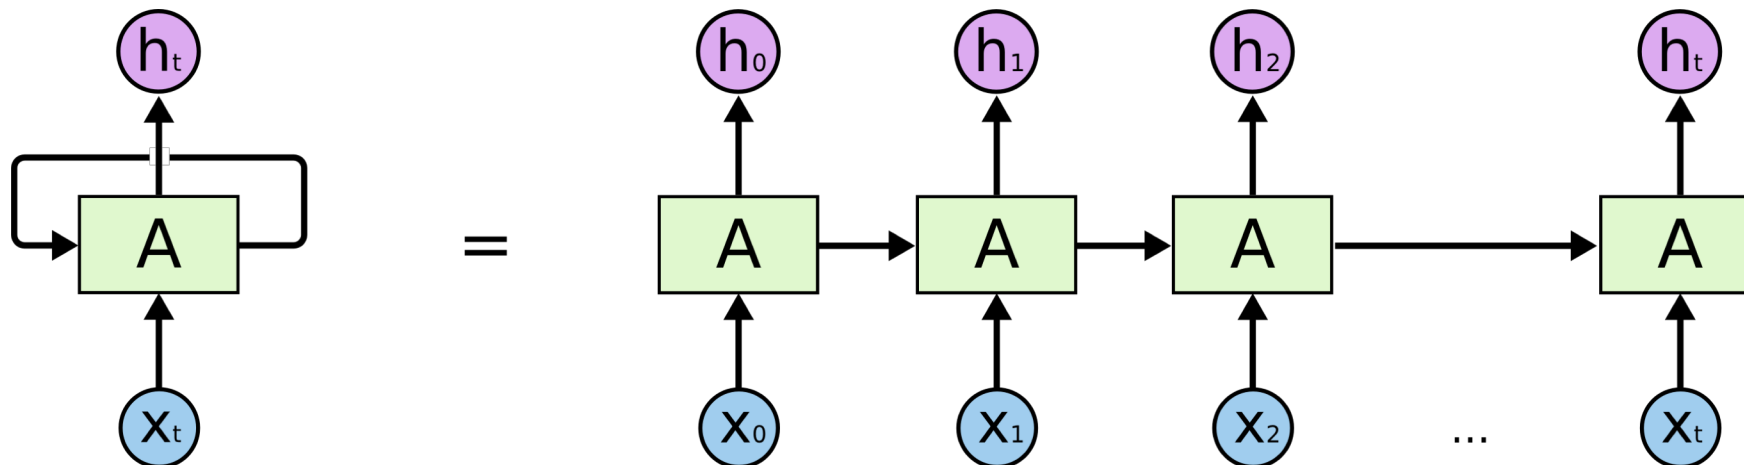 hₜ h₀ h₁ h₂ hₜ
A = A A A A
xₜ x₀ x₁ x₂ ... xₜ